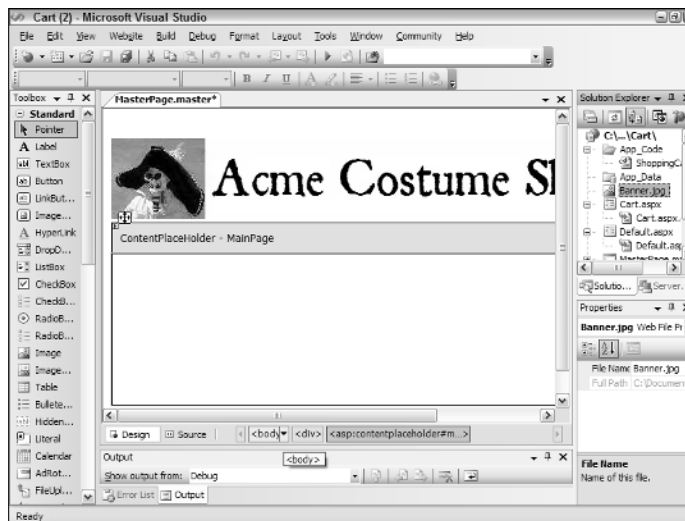 Cart (2) - Microsoft Visual Studio
File Edit View Website Build Debug Format Layout Tools Window Community Help
B I U A
Toolbox
Standard
Pointer
A Label
TextBox
Button
LinkBut...
Image...
A HyperLink
DropD...
ListBox
CheckBox
CheckB...
RadioB...
RadioB...
Image
Image...
Table
Bullete...
Hidden...
Literal
Calendar
AdRot...
FileUpl...
MasterPage.master*
Acme Costume Sh
ContentPlaceHolder - MainPage
Design Source <body> <div> <asp:contentplaceholder#m...>
<body>
Output
Show output from: Debug
Error List Output
Solution Explorer
C:\...\Cart\
App_Code
ShoppingCa
App_Data
Banner.jpg
Cart.aspx
Cart.aspx.
Default.aspx
Default.asp
MasterPage.m
Solutio... Server.
Properties
Banner.jpg Web File Pr
File Name Banner.jpg
Full Path C:\Documen
File Name
Name of this file.
Ready